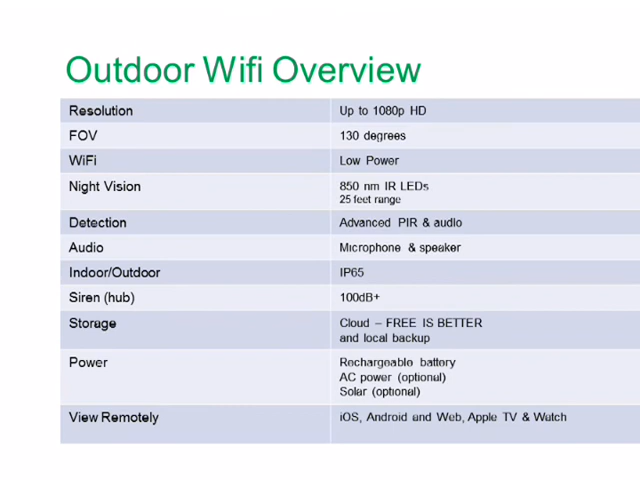 Outdoor Wifi Overview
Resolution Up to 1080p HD
FOV 130 degrees
WiFi Low Power
Night Vision 850 nm IR LEDs
25 feet range
Detection Advanced PIR & audio
Audio Microphone & speaker
Indoor/Outdoor IP65
Siren (hub) 100dB+
Storage Cloud – FREE IS BETTER
and local backup
Power Rechargeable battery
AC power (optional)
Solar (optional)
View Remotely iOS, Android and Web, Apple TV & Watch